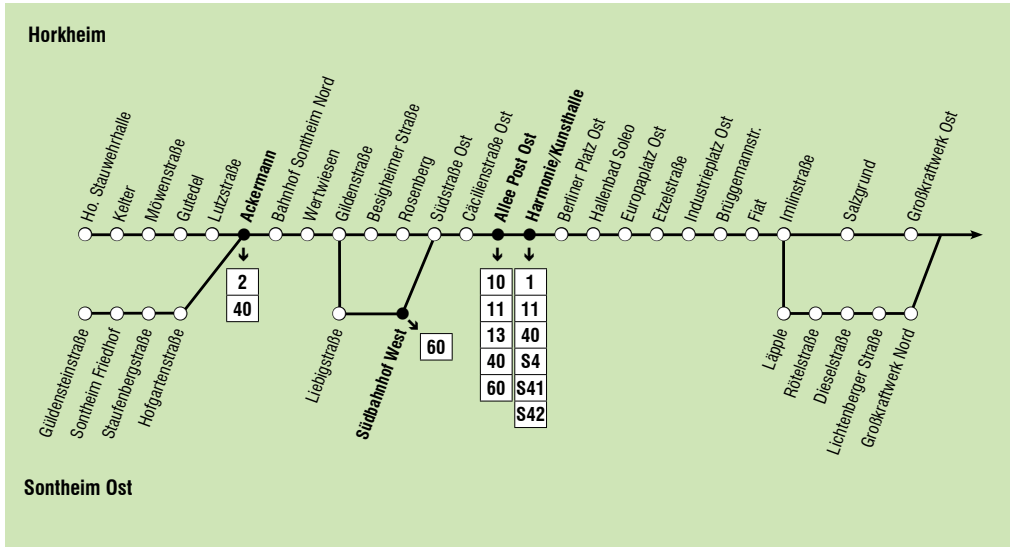 Horkheim
Ho. Stauwehrhalle
Kelter
Möwenstraße
Gutedel
Lutzstraße
Ackermann
Bahnhof Sontheim Nord
Wertwiesen
Gildenstraße
Besigheimer Straße
Rosenberg
Südstraße Ost
Cäcilienstraße Ost
Allee Post Ost
Harmonie/Kunsthalle
Berliner Platz Ost
Hallenbad Soleo
Europaplatz Ost
Etzelstraße
Industrieplatz Ost
Brüggemannstr.
Fiat
Imlinstraße
Salzgrund
Großkraftwerk Ost
2
40
10
11
13
40
60
1
11
40
S4
S41
S42
60
Güldensteinstraße
Sontheim Friedhof
Staufenbergstraße
Hofgartenstraße
Liebigstraße
Südbahnhof West
Läpple
Rötelstraße
Dieselstraße
Lichtenberger Straße
Großkraftwerk Nord
Sontheim Ost